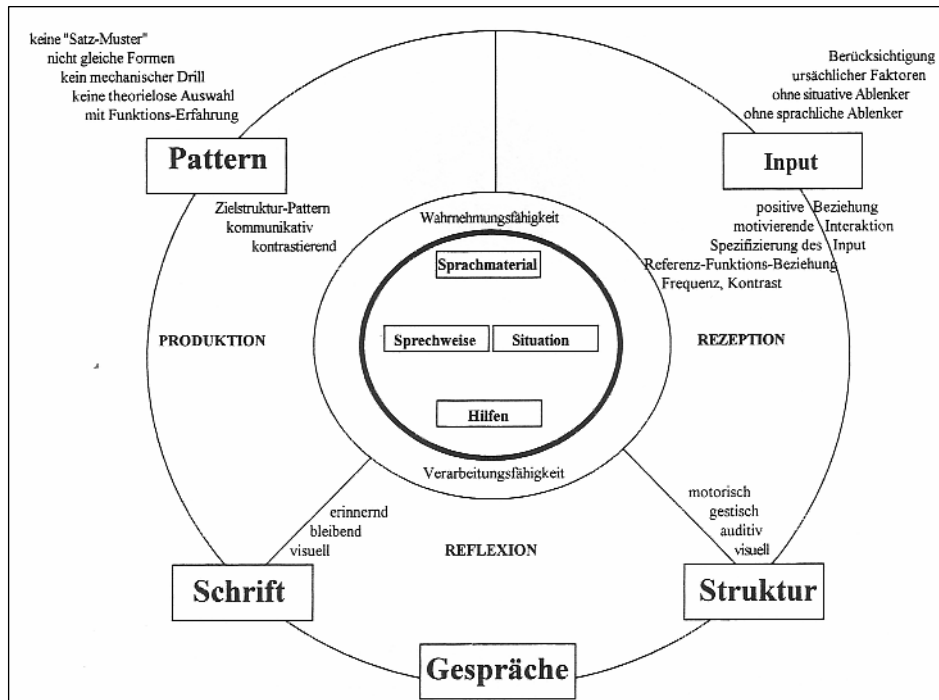 keine "Satz-Muster"
nicht gleiche Formen
kein mechanischer Drill
keine theorielose Auswahl
mit Funktions-Erfahrung
Pattern
Zielstruktur-Pattern
kommunikativ
kontrastierend
Berücksichtigung
ursächlicher Faktoren
ohne situative Ablenker
ohne sprachliche Ablenker
Input
positive Beziehung
motivierende Interaktion
Spezifizierung des Input
Referenz-Funktions-Beziehung
Frequenz, Kontrast
Wahrnehmungsfähigkeit
Sprachmaterial
Sprechweise
Situation
Hilfen
Verarbeitungsfähigkeit
PRODUKTION
REZEPTION
REFLEXION
erinnernd
bleibend
visuell
Schrift
motorisch
gestisch
auditiv
visuell
Struktur
Gespräche